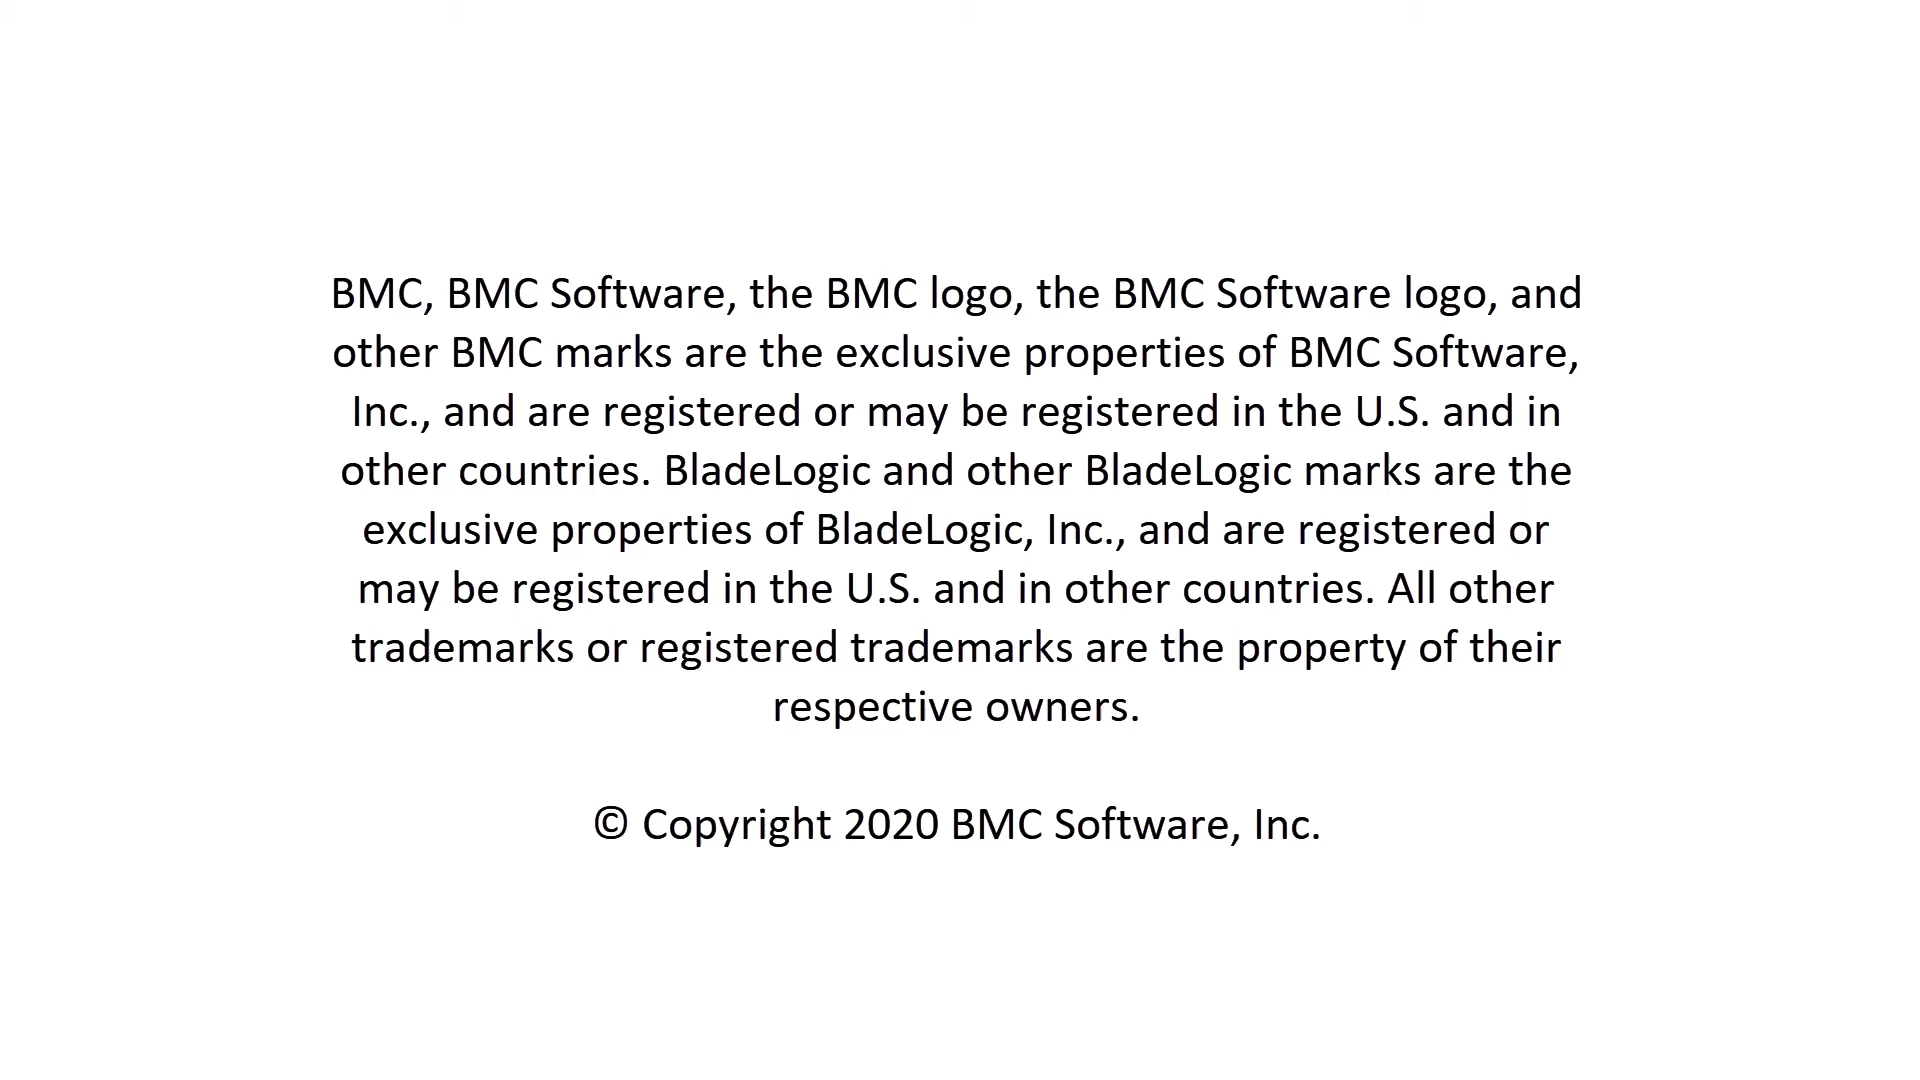 BMC, BMC Software, the BMC logo, the BMC Software logo, and
other BMC marks are the exclusive properties of BMC Software,
Inc., and are registered or may be registered in the U.S. and in
other countries. BladeLogic and other BladeLogic marks are the
exclusive properties of BladeLogic, Inc., and are registered or
may be registered in the U.S. and in other countries. All other
trademarks or registered trademarks are the property of their
respective owners.
© Copyright 2020 BMC Software, Inc.